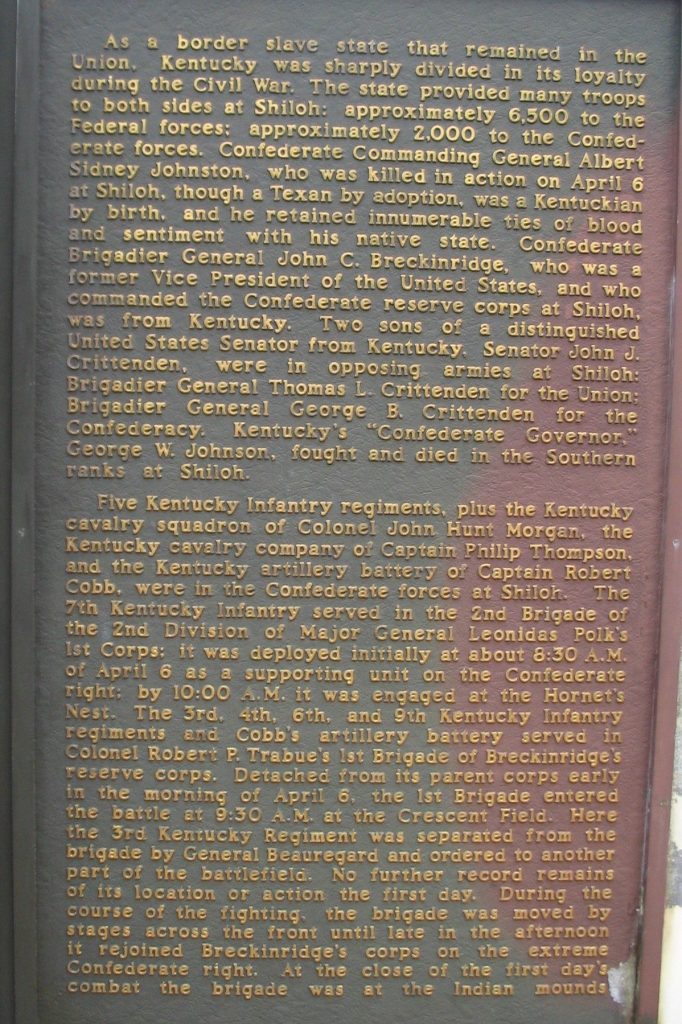 As a border slave state that remained in the
Union, Kentucky was sharply divided in its loyalty
during the Civil War. The state provided many troops
to both sides at Shiloh: approximately 6,500 to the
Federal forces; approximately 2,000 to the Confed-
erate forces. Confederate Commanding General Albert
Sidney Johnston, who was killed in action on April 6
at Shiloh, though a Texan by adoption, was a Kentuckian
by birth, and he retained innumerable ties of blood
and sentiment with his native state. Confederate
Brigadier General John C. Breckinridge, who was a
former Vice President of the United States, and who
commanded the Confederate reserve corps at Shiloh,
was from Kentucky. Two sons of a distinguished
United States Senator from Kentucky, Senator John J.
Crittenden, were in opposing armies at Shiloh:
Brigadier General Thomas L. Crittenden for the Union;
Brigadier General George B. Crittenden for the
Confederacy. Kentucky's "Confederate Governor,"
George W. Johnson, fought and died in the Southern
ranks at Shiloh.
Five Kentucky Infantry regiments, plus the Kentucky
cavalry squadron of Colonel John Hunt Morgan, the
Kentucky cavalry company of Captain Philip Thompson,
and the Kentucky artillery battery of Captain Robert
Cobb, were in the Confederate forces at Shiloh. The
7th Kentucky Infantry served in the 2nd Brigade of
the 2nd Division of Major General Leonidas Polk's
1st Corps; it was deployed initially at about 8:30 A.M.
of April 6 as a supporting unit on the Confederate
right; by 10:00 A.M. it was engaged at the Hornet's
Nest. The 3rd, 4th, 6th, and 9th Kentucky Infantry
regiments and Cobb's artillery battery served in
Colonel Robert P. Trabue's 1st Brigade of Breckinridge's
reserve corps. Detached from its parent corps early
in the morning of April 6, the 1st Brigade entered
the battle at 9:30 A.M. at the Crescent Field. Here
the 3rd Kentucky Regiment was separated from the
brigade by General Beauregard and ordered to another
part of the battlefield. No further record remains
of its location or action the first day. During the
course of the fighting, the brigade was moved by
stages across the front until late in the afternoon
it rejoined Breckinridge's corps on the extreme
Confederate right. At the close of the first day's
combat the brigade was at the Indian mounds